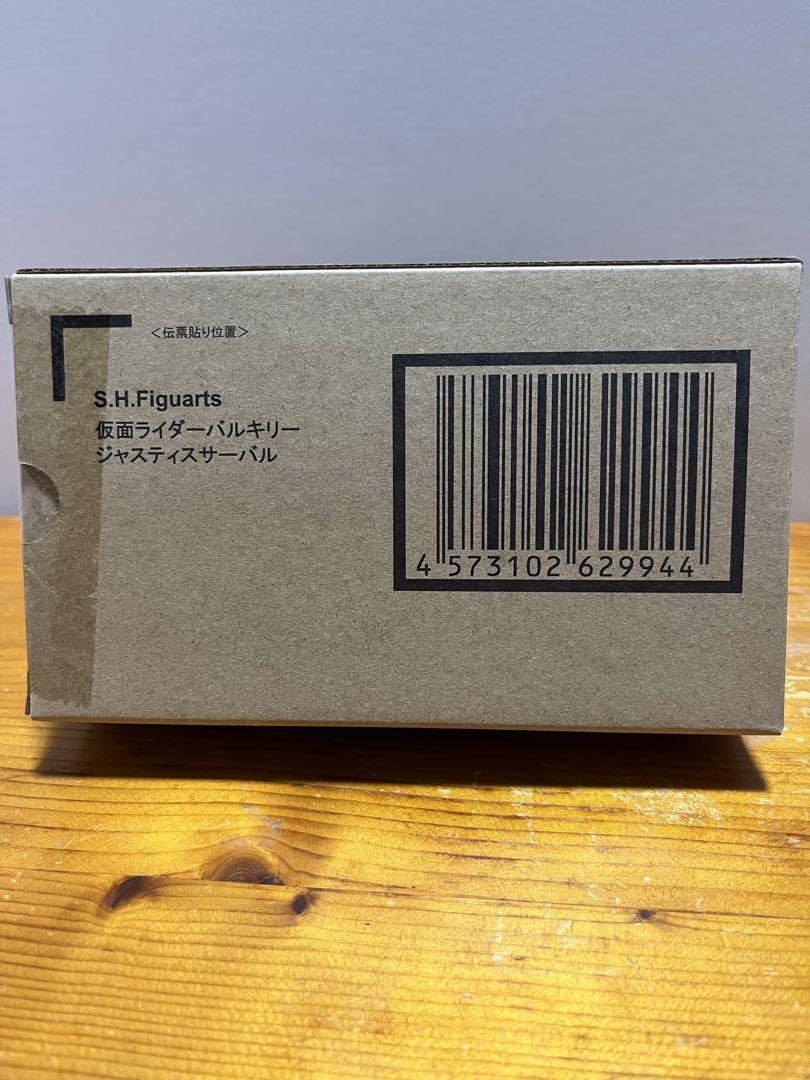 <伝票貼り位置>
S.H.Figuarts
仮面ライダーバルキリー
ジャスティスサーバル
4 573102 629944